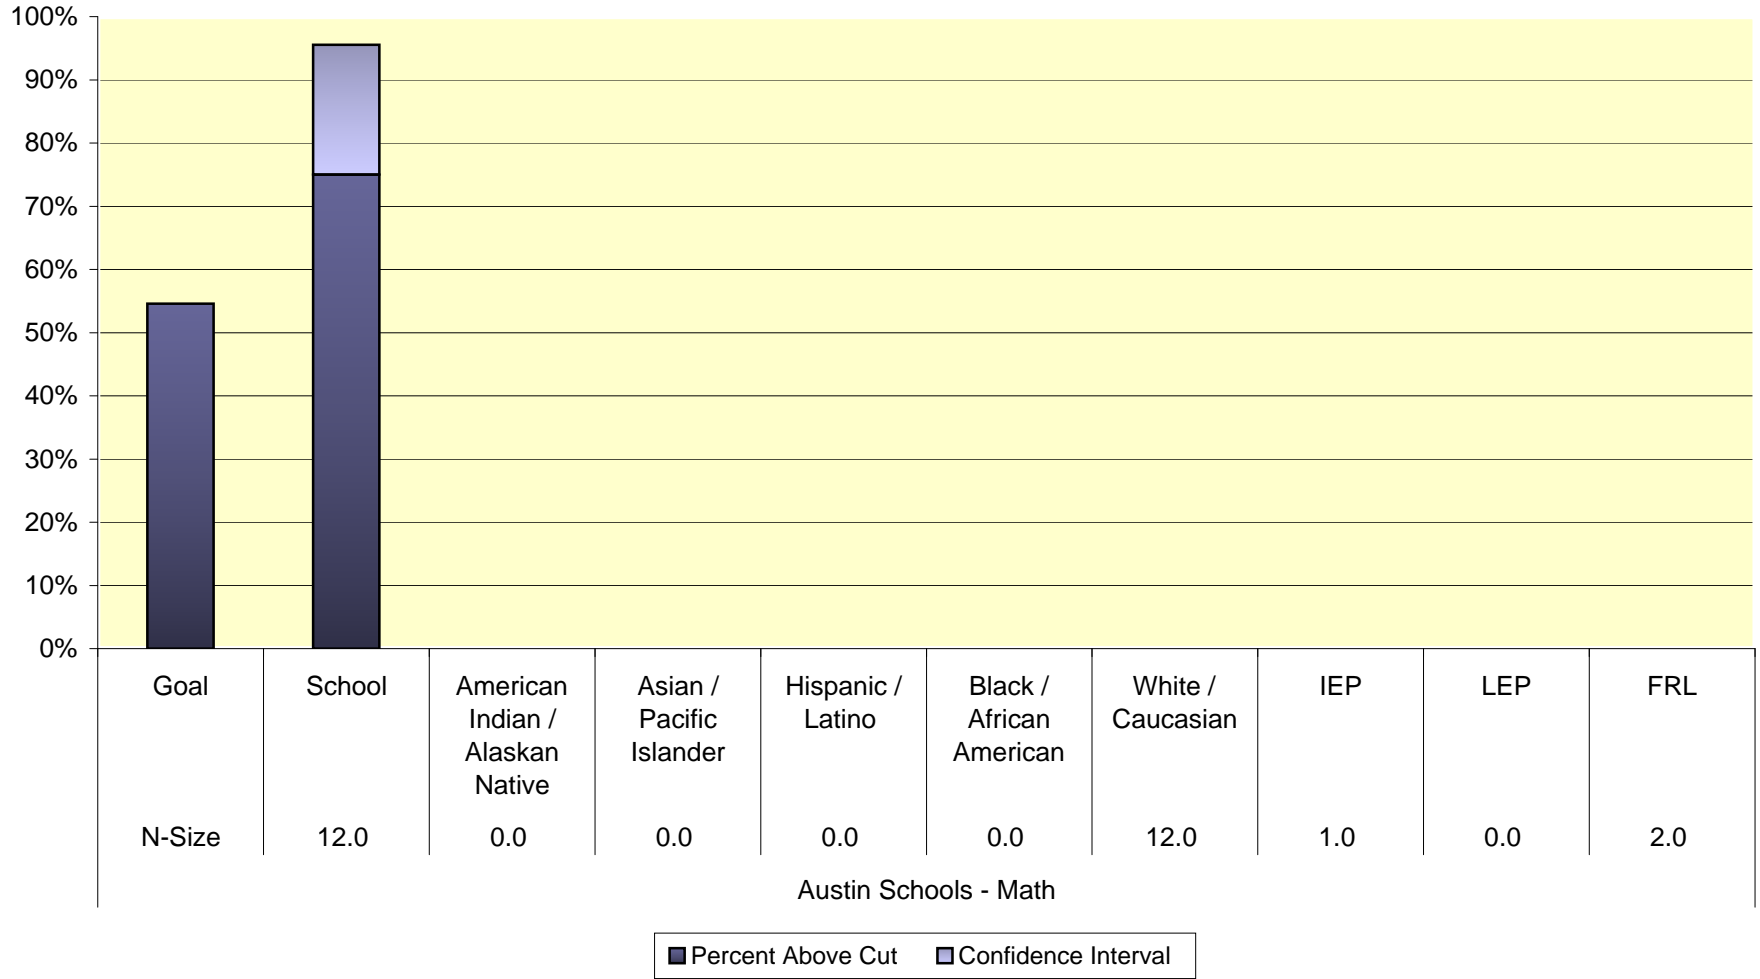 100%
90%
80%
70%
60%
50%
40%
30%
20%
10%
0%
Goal
School
American
Indian /
Alaskan
Native
Asian /
Pacific
Islander
Hispanic /
Latino
Black /
African
American
White /
Caucasian
IEP
LEP
FRL
N-Size 12.0 0.0 0.0 0.0 0.0 12.0 1.0 0.0 2.0
Austin Schools - Math
Percent Above Cut Confidence Interval